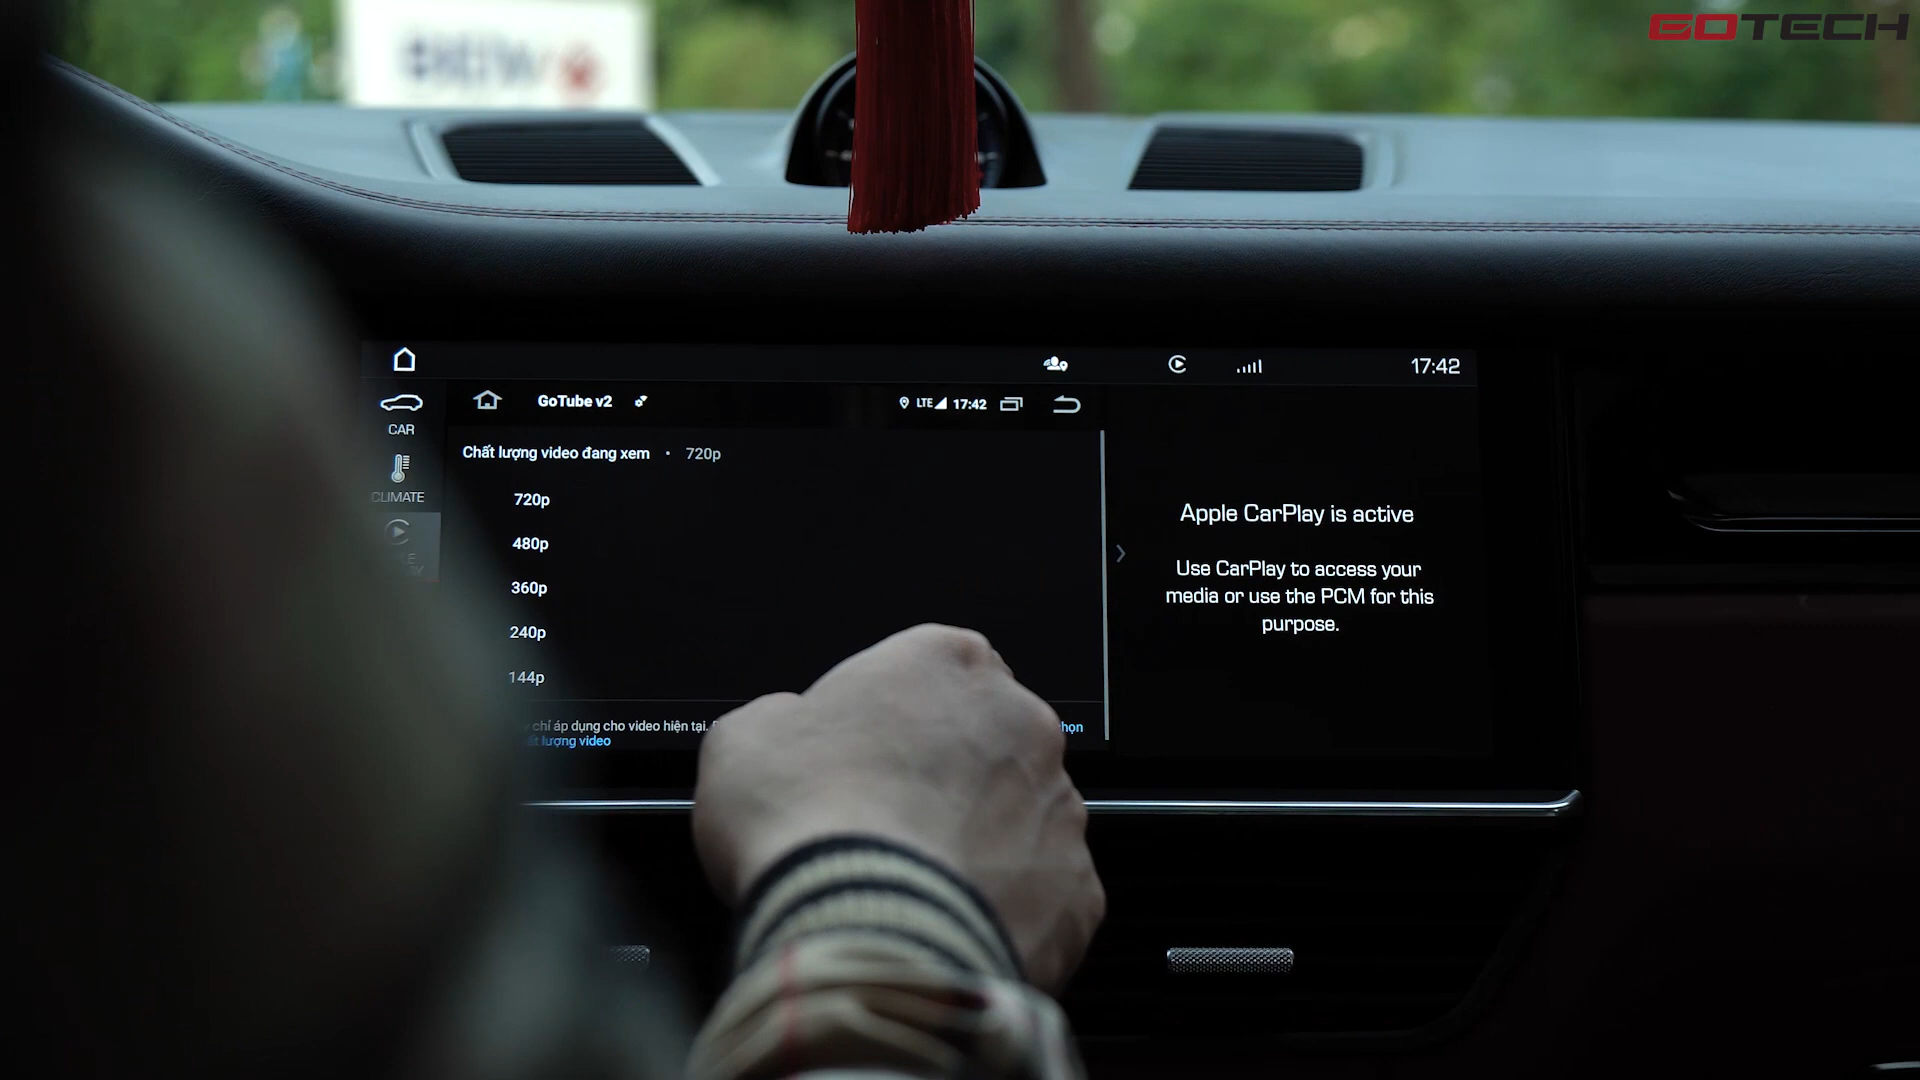 GOTECH
17:42
CAR
CLIMATE
GoTube v2
LTE 17:42
Chất lượng video đang xem • 720p
720p
480p
360p
240p
144p
chỉ áp dụng cho video hiện tại.
lượng video
Apple CarPlay is active
Use CarPlay to access your
media or use the PCM for this
purpose.